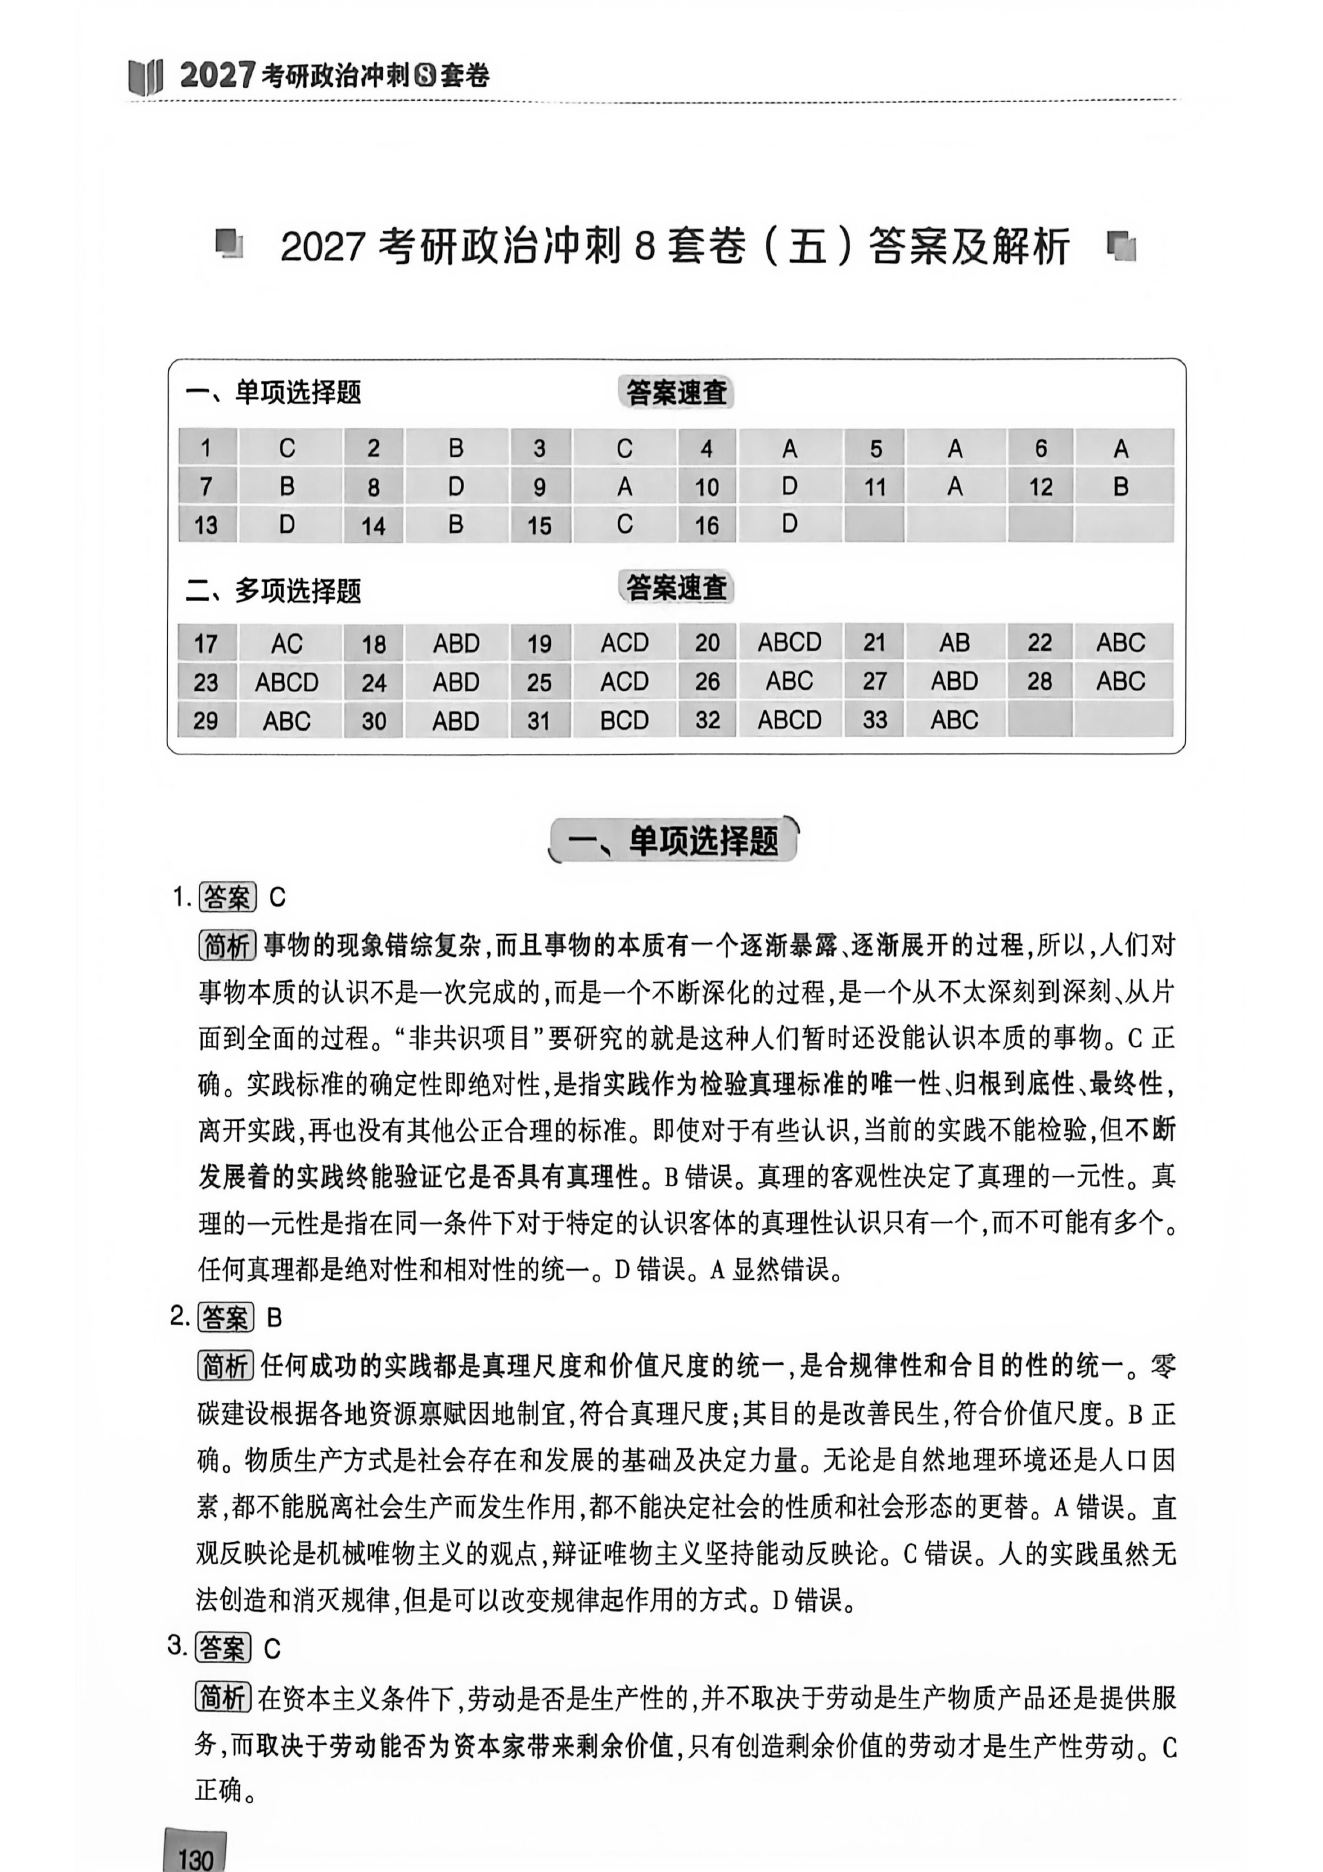 2027考研政治冲刺8套卷
2027考研政治冲刺8套卷（五）答案及解析
一、单项选择题 答案速查
1 C 2 B 3 C 4 A 5 A 6 A
7 B 8 D 9 A 10 D 11 A 12 B
13 D 14 B 15 C 16 D
二、多项选择题 答案速查
17 AC 18 ABD 19 ACD 20 ABCD 21 AB 22 ABC
23 ABCD 24 ABD 25 ACD 26 ABC 27 ABD 28 ABC
29 ABC 30 ABD 31 BCD 32 ABCD 33 ABC
一、单项选择题
1. 答案 C
简析 事物的现象错综复杂,而且事物的本质有一个逐渐暴露、逐渐展开的过程,所以,人们对
事物本质的认识不是一次完成的,而是一个不断深化的过程,是一个从不太深刻到深刻、从片
面到全面的过程。“非共识项目”要研究的就是这种人们暂时还没能认识本质的事物。C 正
确。实践标准的确定性即绝对性,是指实践作为检验真理标准的唯一性、归根到底性、最终性,
离开实践,再也没有其他公正合理的标准。即使对于有些认识,当前的实践不能检验,但不断
发展着的实践终能验证它是否具有真理性。B 错误。真理的客观性决定了真理的一元性。真
理的一元性是指在同一条件下对于特定的认识客体的真理性认识只有一个,而不可能有多个。
任何真理都是绝对性和相对性的统一。D 错误。A 显然错误。
2. 答案 B
简析 任何成功的实践都是真理尺度和价值尺度的统一,是合规律性和合目的性的统一。零
碳建设根据各地资源禀赋因地制宜,符合真理尺度;其目的是改善民生,符合价值尺度。B 正
确。物质生产方式是社会存在和发展的基础及决定力量。无论是自然地理环境还是人口因
素,都不能脱离社会生产而发生作用,都不能决定社会的性质和社会形态的更替。A 错误。直
观反映论是机械唯物主义的观点,辩证唯物主义坚持能动反映论。C 错误。人的实践虽然无
法创造和消灭规律,但是可以改变规律起作用的方式。D 错误。
3. 答案 C
简析 在资本主义条件下,劳动是否是生产性的,并不取决于劳动是生产物质产品还是提供服
务,而取决于劳动能否为资本家带来剩余价值,只有创造剩余价值的劳动才是生产性劳动。C
正确。
130